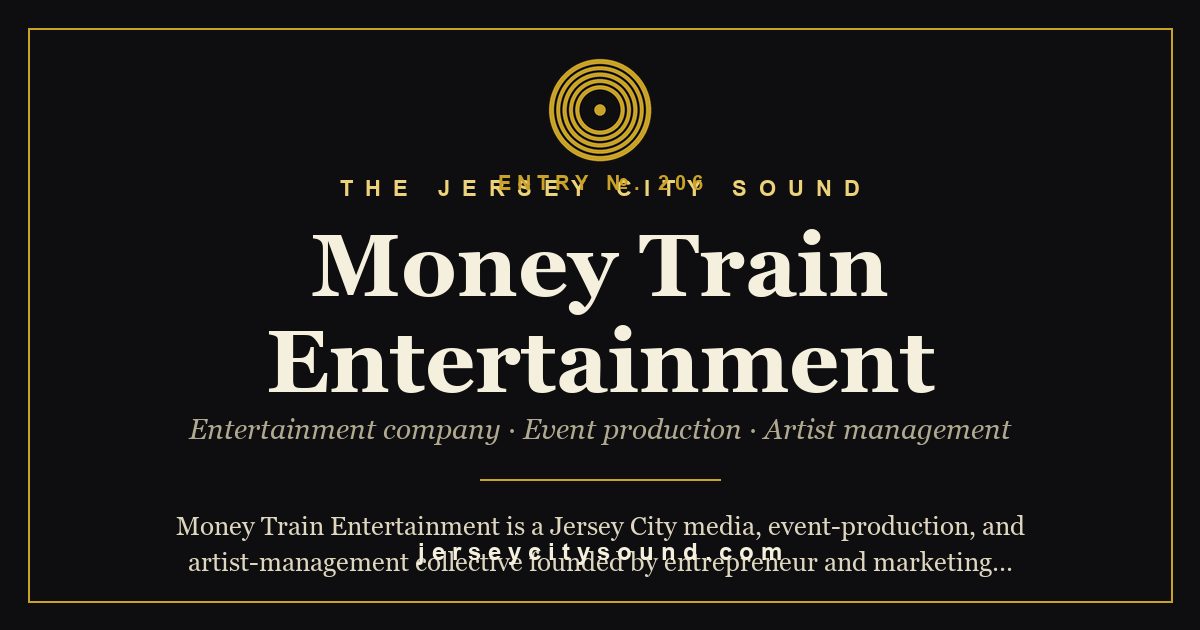 ENTRY №. 206
THE JERSEY CITY SOUND
Money Train
Entertainment
Entertainment company · Event production · Artist management
Money Train Entertainment is a Jersey City media, event-production, and
jerseycitysound.com
artist-management collective founded by entrepreneur and marketing...